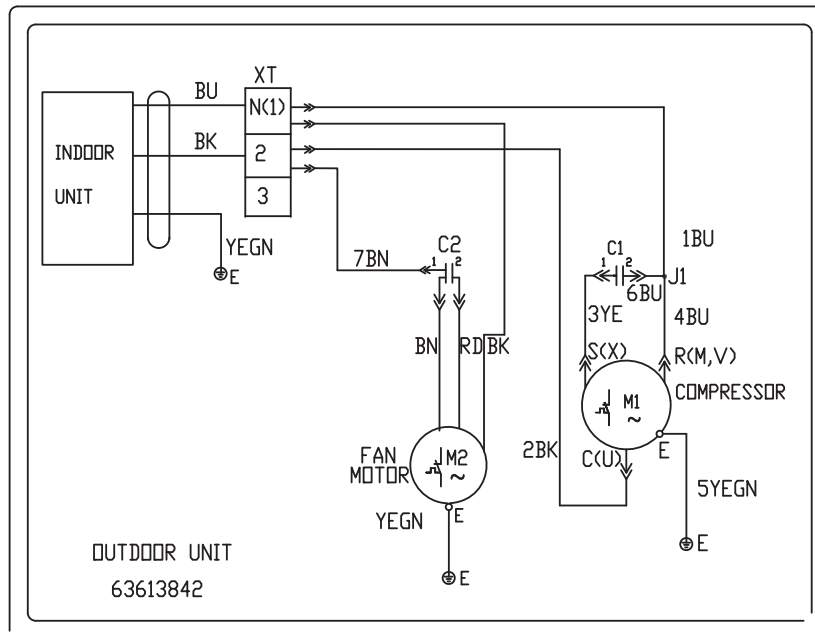 XT
BU
N(1)
INDOOR
UNIT
BK
2
3
YEGN
E
7BN
C2
1
2
C1
1
2
1BU
J1
6BU
3YE
4BU
BN
RD
BK
S(X)
R(M,V)
COMPRESSOR
M1
~
FAN
MOTOR
M2
~
2BK
C(U)
E
5YEGN
YEGN
E
E
E
OUTDOOR UNIT
63613842